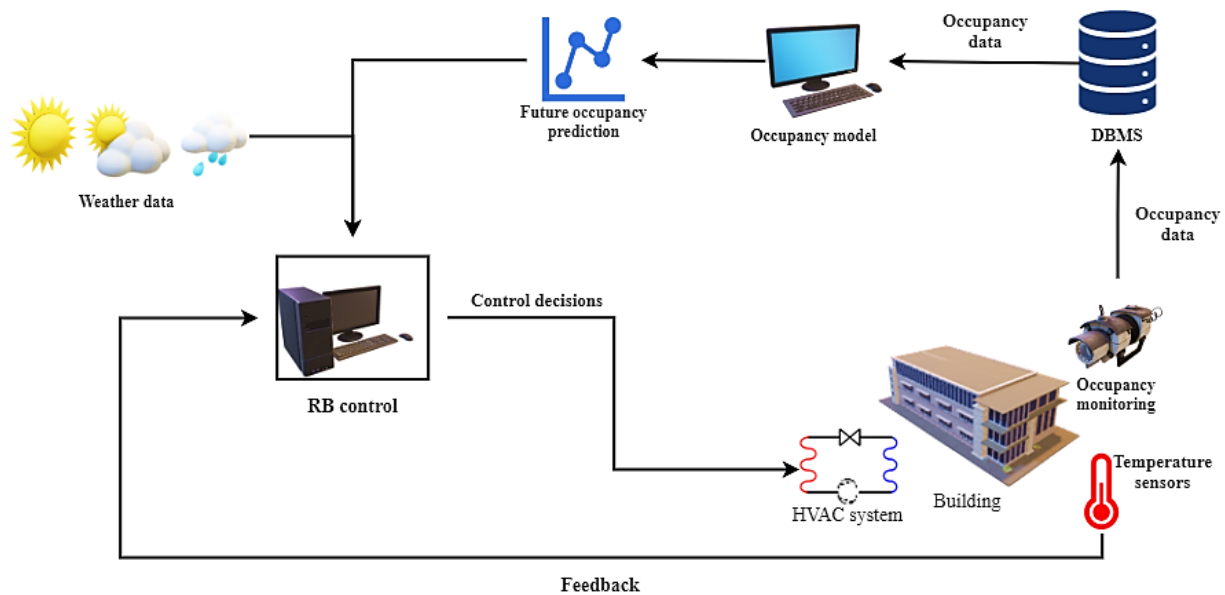 Occupancy
data
Future occupancy
prediction
Occupancy model
DBMS
Weather data
Occupancy
data
Control decisions
RB control
Occupancy
monitoring
Temperature
sensors
Building
HVAC system
Feedback